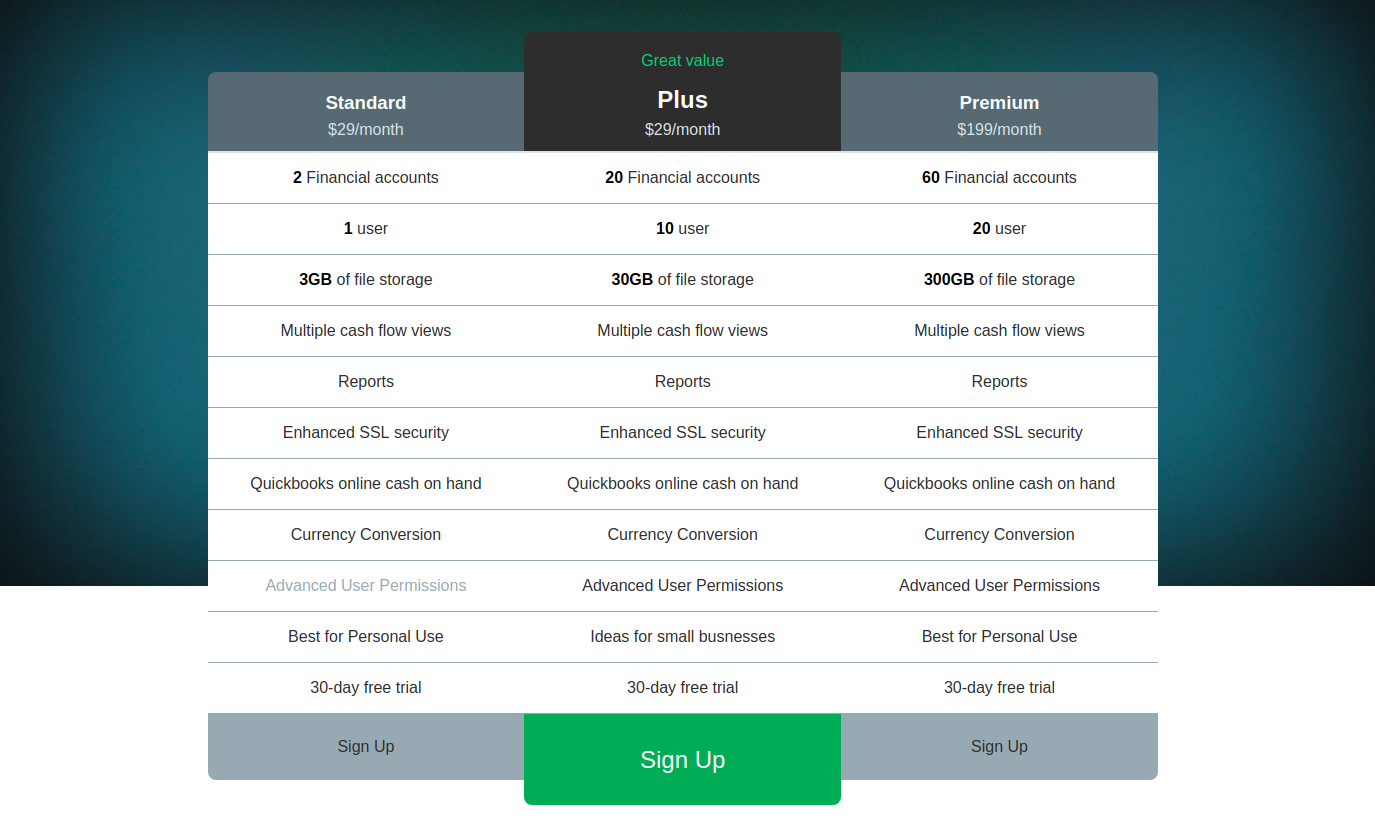 Great value
Standard Plus Premium
$29/month $29/month $199/month
2 Financial accounts 20 Financial accounts 60 Financial accounts
1 user 10 user 20 user
3GB of file storage 30GB of file storage 300GB of file storage
Multiple cash flow views Multiple cash flow views Multiple cash flow views
Reports Reports Reports
Enhanced SSL security Enhanced SSL security Enhanced SSL security
Quickbooks online cash on hand Quickbooks online cash on hand Quickbooks online cash on hand
Currency Conversion Currency Conversion Currency Conversion
Advanced User Permissions Advanced User Permissions Advanced User Permissions
Best for Personal Use Ideas for small busnesses Best for Personal Use
30-day free trial 30-day free trial 30-day free trial
Sign Up Sign Up Sign Up